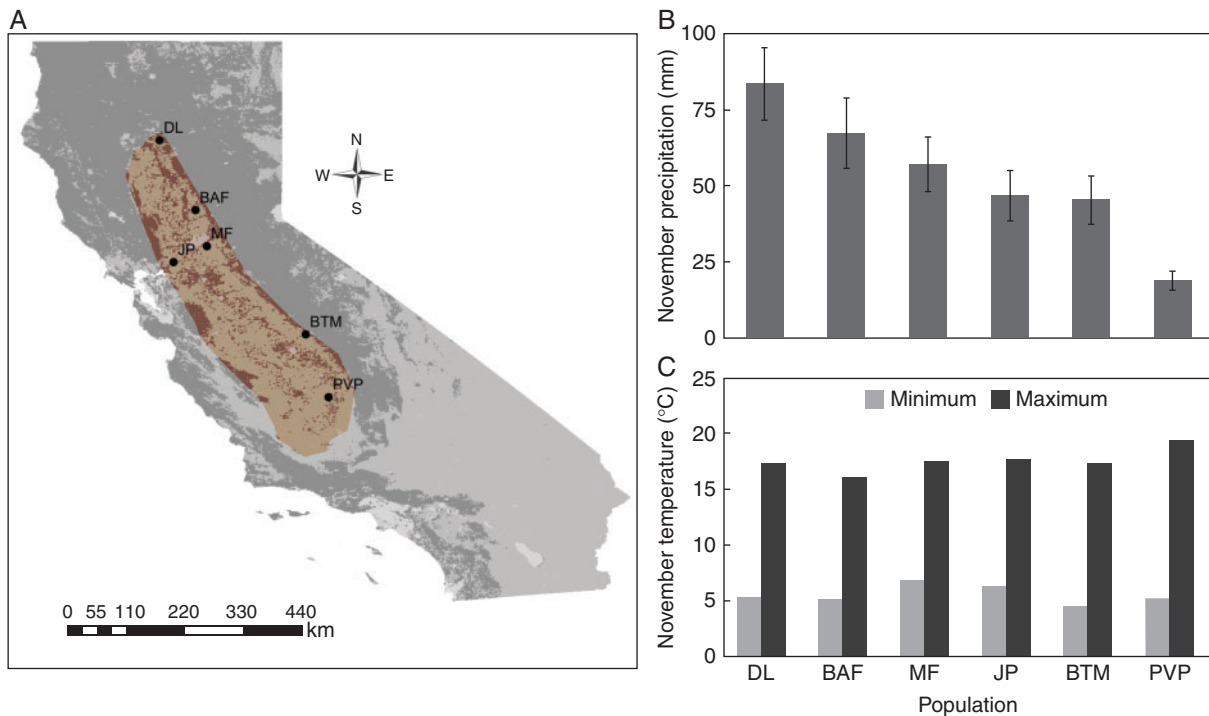 A
N
W E
S
DL
BAF
MF
JP
BTM
PVP
0 55 110 220 330 440
km
B
November precipitation (mm)
100
75
50
25
0
C
November temperature (°C)
25
20
15
10
5
0
Minimum Maximum
DL BAF MF JP BTM PVP
Population